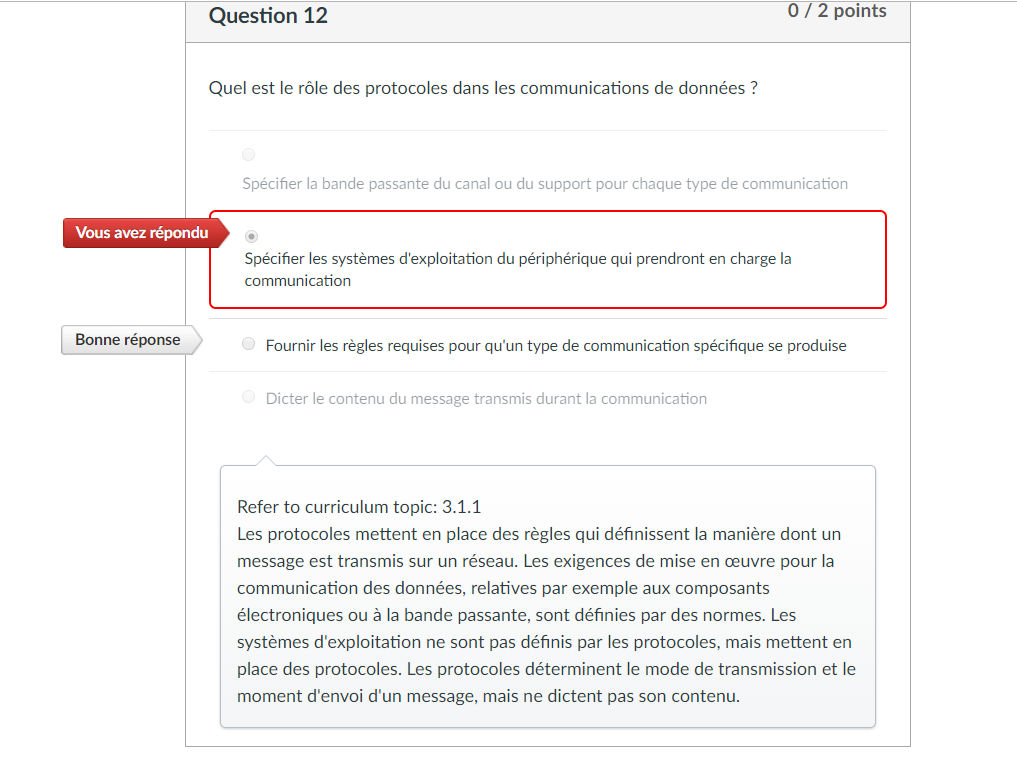 Question 12
0 / 2 points
Quel est le rôle des protocoles dans les communications de données ?
Spécifier la bande passante du canal ou du support pour chaque type de communication
Vous avez répondu
Spécifier les systèmes d'exploitation du périphérique qui prendront en charge la
communication
Bonne réponse
Fournir les règles requises pour qu'un type de communication spécifique se produise
Dicter le contenu du message transmis durant la communication
Refer to curriculum topic: 3.1.1
Les protocoles mettent en place des règles qui définissent la manière dont un
message est transmis sur un réseau. Les exigences de mise en œuvre pour la
communication des données, relatives par exemple aux composants
électroniques ou à la bande passante, sont définies par des normes. Les
systèmes d'exploitation ne sont pas définis par les protocoles, mais mettent en
place des protocoles. Les protocoles déterminent le mode de transmission et le
moment d'envoi d'un message, mais ne dictent pas son contenu.